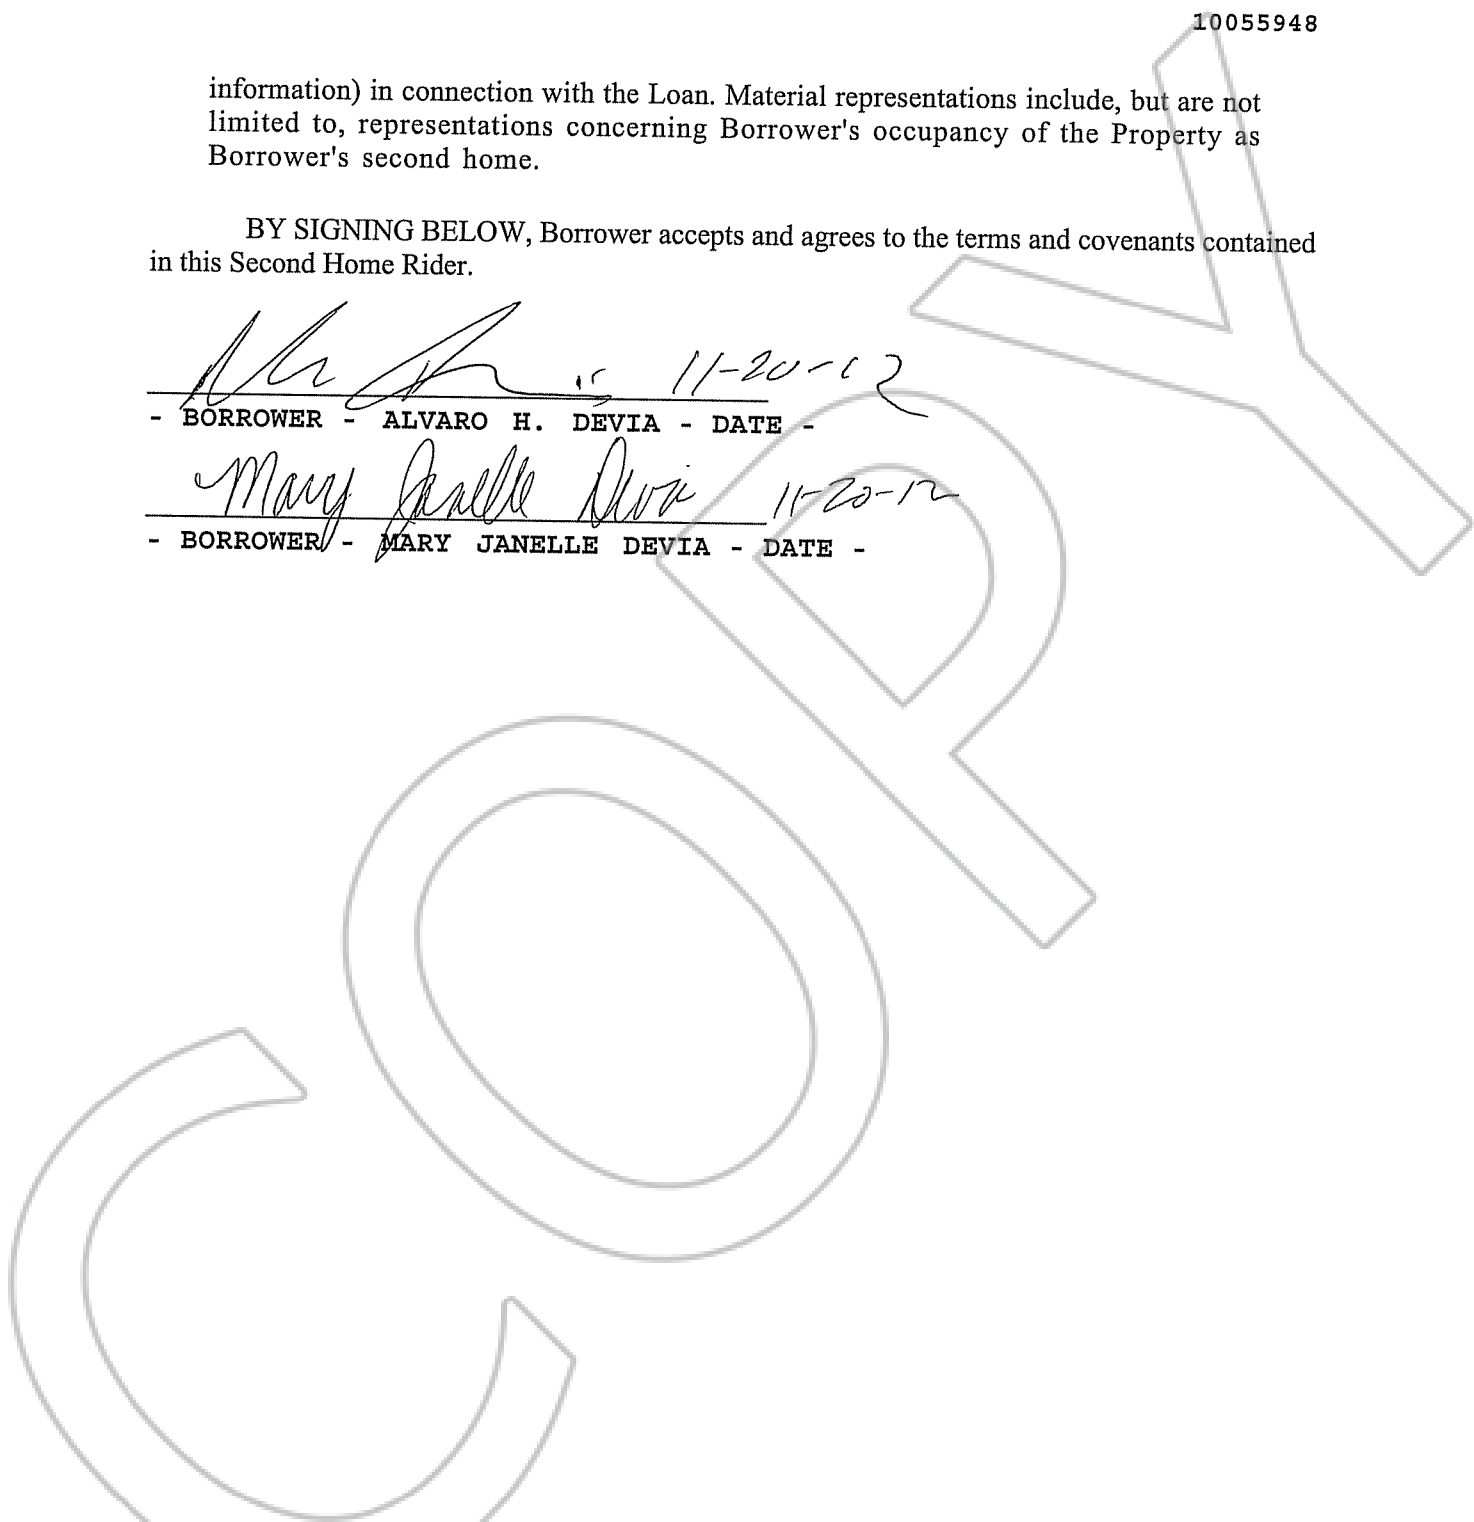 10055948
information) in connection with the Loan. Material representations include, but are not
limited to, representations concerning Borrower's occupancy of the Property as
Borrower's second home.
BY SIGNING BELOW, Borrower accepts and agrees to the terms and covenants contained
in this Second Home Rider.
11-20-12
- BORROWER - ALVARO H. DEVIA - DATE -
Mary Janelle Devia 11-20-12
- BORROWER - MARY JANELLE DEVIA - DATE -
COPY